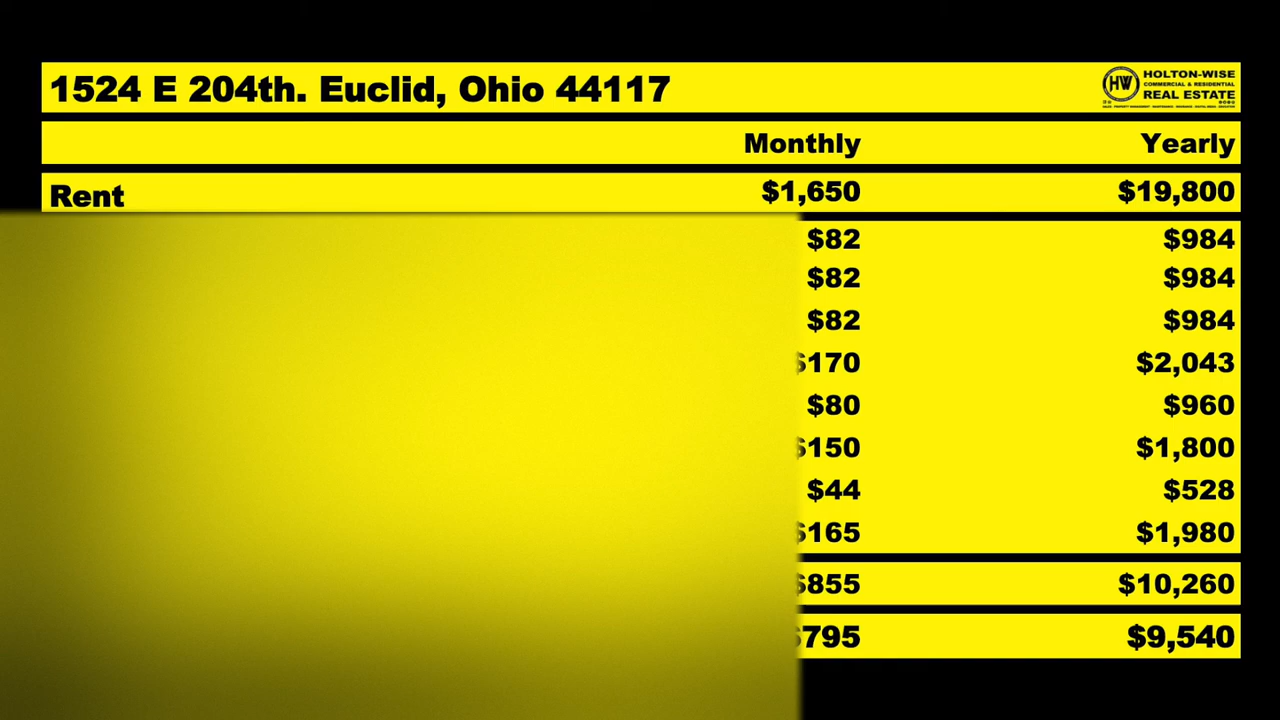 1524 E 204th. Euclid, Ohio 44117
HOLTON-WISE
COMMERCIAL & RESIDENTIAL
REAL ESTATE
Monthly Yearly
Rent $1,650 $19,800
$82 $984
$82 $984
$82 $984
$170 $2,043
$80 $960
$150 $1,800
$44 $528
$165 $1,980
$855 $10,260
$795 $9,540